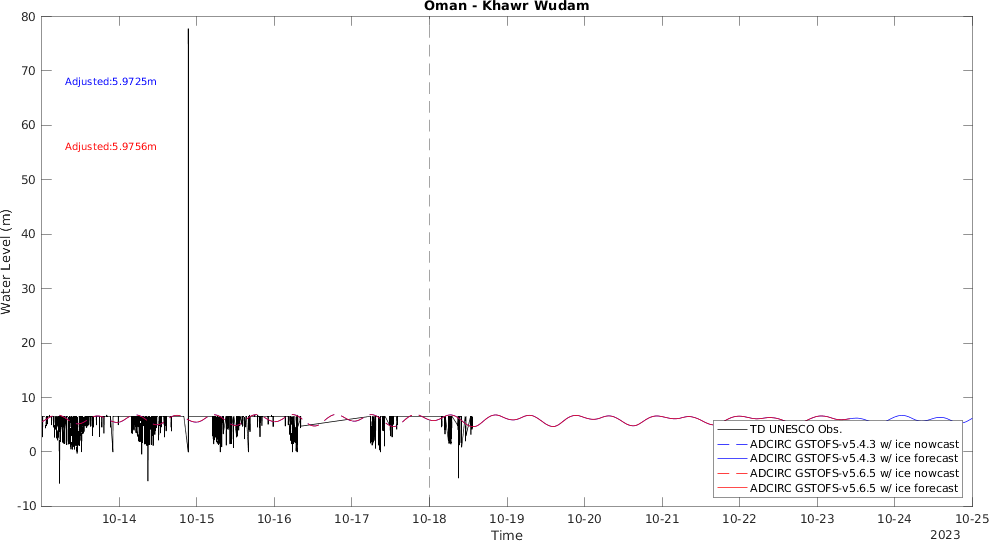 Oman - Khawr Wudam
80
70
60
50
40
30
20
10
0
-10
Water Level (m)
Adjusted:5.9725m
Adjusted:5.9756m
TD UNESCO Obs.
ADCIRC GSTOFS-v5.4.3 w/ ice nowcast
ADCIRC GSTOFS-v5.4.3 w/ ice forecast
ADCIRC GSTOFS-v5.6.5 w/ ice nowcast
ADCIRC GSTOFS-v5.6.5 w/ ice forecast
10-14 10-15 10-16 10-17 10-18 10-19 10-20 10-21 10-22 10-23 10-24 10-25
Time
2023